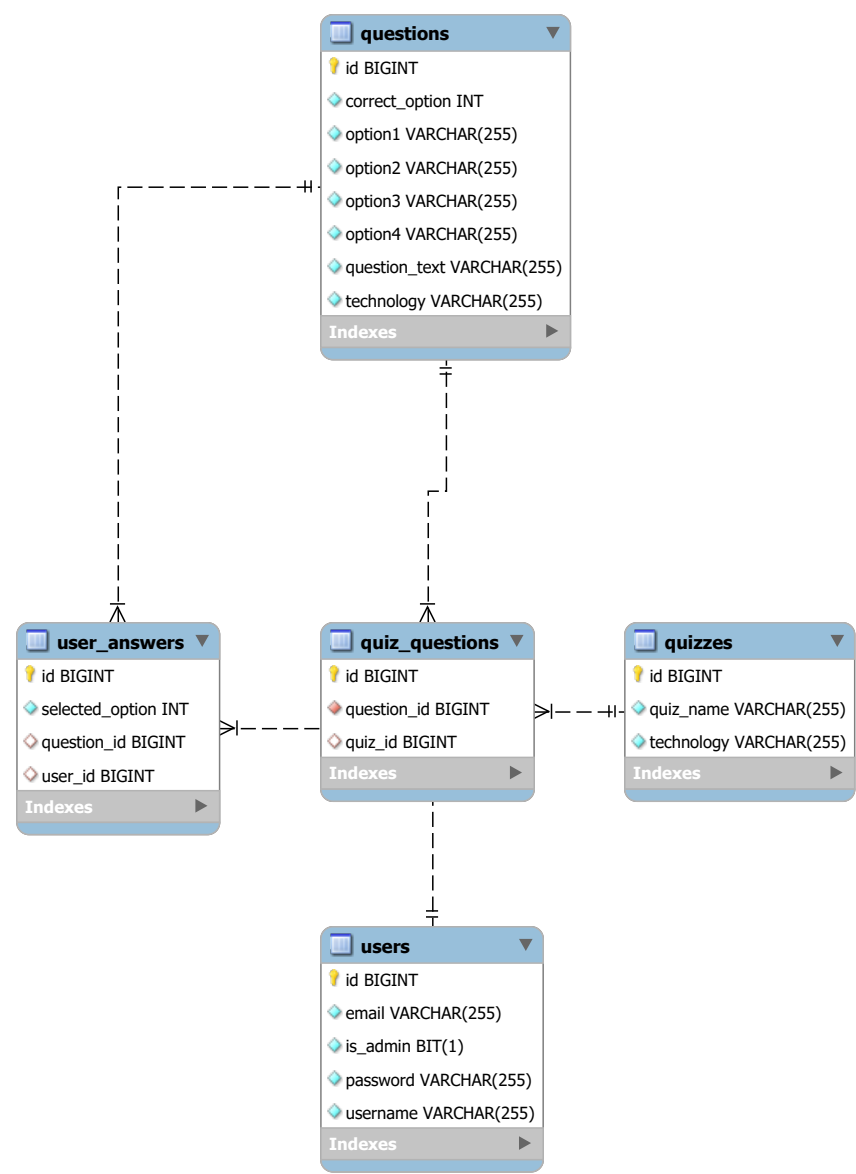 questions
id BIGINT
correct_option INT
option1 VARCHAR(255)
option2 VARCHAR(255)
option3 VARCHAR(255)
option4 VARCHAR(255)
question_text VARCHAR(255)
technology VARCHAR(255)
Indexes
user_answers
id BIGINT
selected_option INT
question_id BIGINT
user_id BIGINT
Indexes
quiz_questions
id BIGINT
question_id BIGINT
quiz_id BIGINT
Indexes
quizzes
id BIGINT
quiz_name VARCHAR(255)
technology VARCHAR(255)
Indexes
users
id BIGINT
email VARCHAR(255)
is_admin BIT(1)
password VARCHAR(255)
username VARCHAR(255)
Indexes